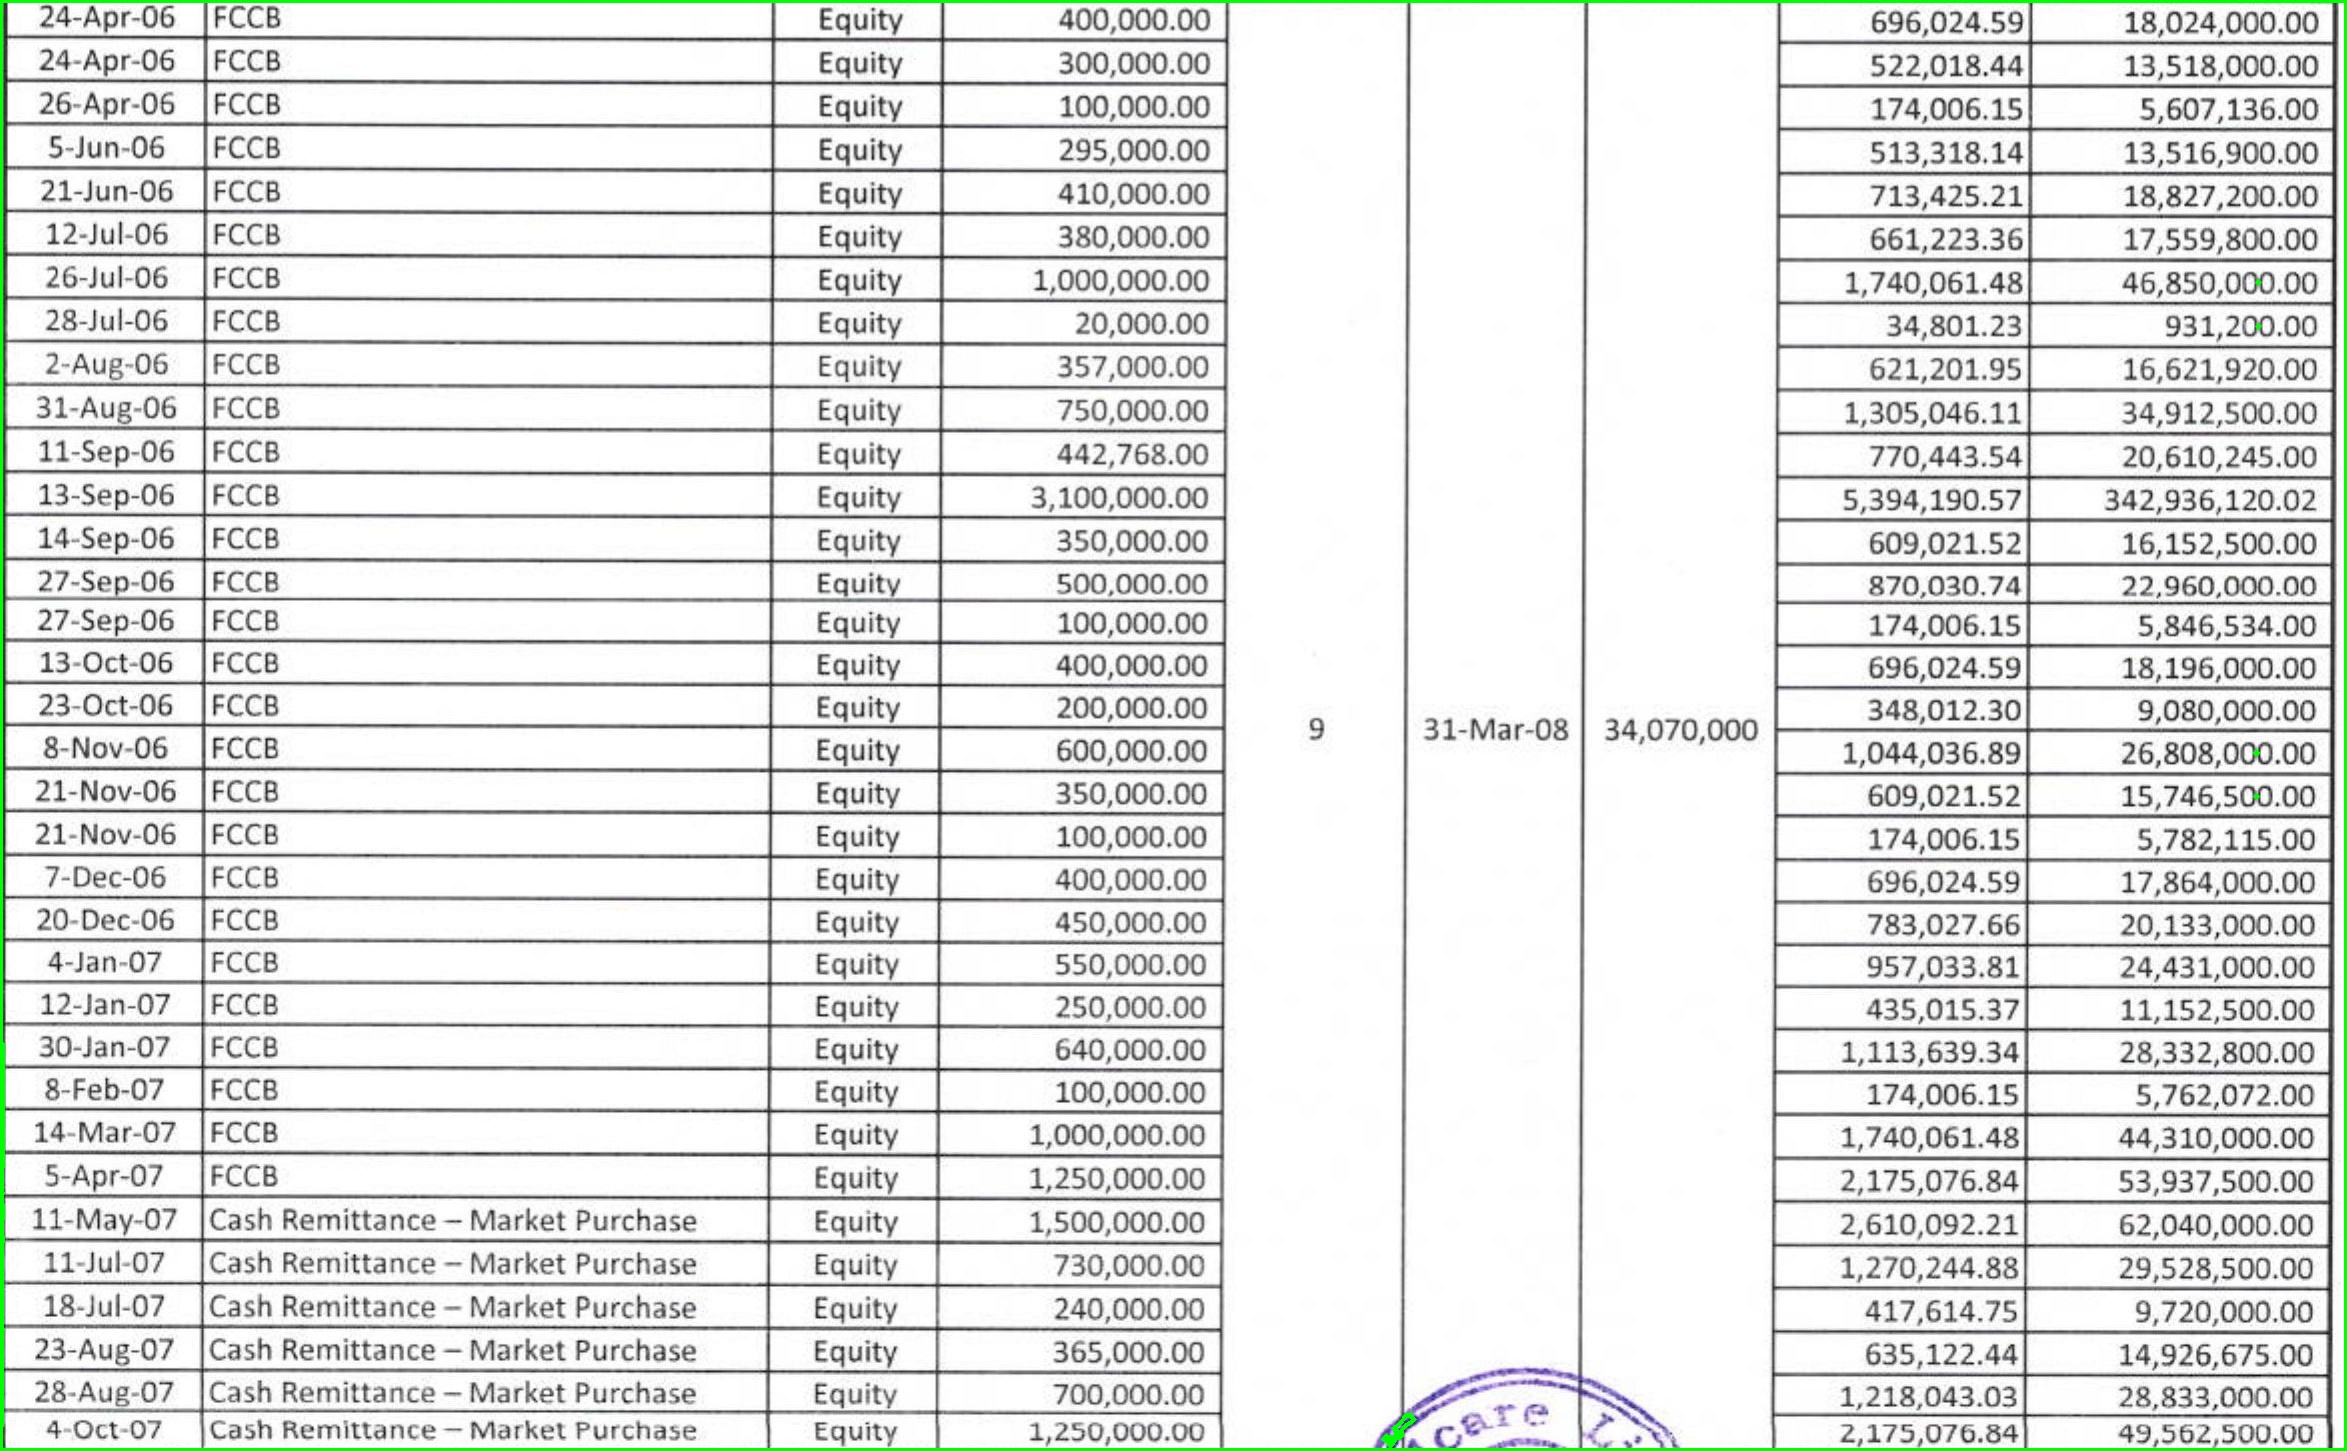 24-Apr-06 FCCB Equity 400,000.00 696,024.59 18,024,000.00
24-Apr-06 FCCB Equity 300,000.00 522,018.44 13,518,000.00
26-Apr-06 FCCB Equity 100,000.00 174,006.15 5,607,136.00
5-Jun-06 FCCB Equity 295,000.00 513,318.14 13,516,900.00
21-Jun-06 FCCB Equity 410,000.00 713,425.21 18,827,200.00
12-Jul-06 FCCB Equity 380,000.00 661,223.36 17,559,800.00
26-Jul-06 FCCB Equity 1,000,000.00 1,740,061.48 46,850,000.00
28-Jul-06 FCCB Equity 20,000.00 34,801.23 931,200.00
2-Aug-06 FCCB Equity 357,000.00 621,201.95 16,621,920.00
31-Aug-06 FCCB Equity 750,000.00 1,305,046.11 34,912,500.00
11-Sep-06 FCCB Equity 442,768.00 770,443.54 20,610,245.00
13-Sep-06 FCCB Equity 3,100,000.00 5,394,190.57 342,936,120.02
14-Sep-06 FCCB Equity 350,000.00 609,021.52 16,152,500.00
27-Sep-06 FCCB Equity 500,000.00 870,030.74 22,960,000.00
27-Sep-06 FCCB Equity 100,000.00 174,006.15 5,846,534.00
13-Oct-06 FCCB Equity 400,000.00 696,024.59 18,196,000.00
23-Oct-06 FCCB Equity 200,000.00 348,012.30 9,080,000.00
9 31-Mar-08 34,070,000
8-Nov-06 FCCB Equity 600,000.00 1,044,036.89 26,808,000.00
21-Nov-06 FCCB Equity 350,000.00 609,021.52 15,746,500.00
21-Nov-06 FCCB Equity 100,000.00 174,006.15 5,782,115.00
7-Dec-06 FCCB Equity 400,000.00 696,024.59 17,864,000.00
20-Dec-06 FCCB Equity 450,000.00 783,027.66 20,133,000.00
4-Jan-07 FCCB Equity 550,000.00 957,033.81 24,431,000.00
12-Jan-07 FCCB Equity 250,000.00 435,015.37 11,152,500.00
30-Jan-07 FCCB Equity 640,000.00 1,113,639.34 28,332,800.00
8-Feb-07 FCCB Equity 100,000.00 174,006.15 5,762,072.00
14-Mar-07 FCCB Equity 1,000,000.00 1,740,061.48 44,310,000.00
5-Apr-07 FCCB Equity 1,250,000.00 2,175,076.84 53,937,500.00
11-May-07 Cash Remittance – Market Purchase Equity 1,500,000.00 2,610,092.21 62,040,000.00
11-Jul-07 Cash Remittance – Market Purchase Equity 730,000.00 1,270,244.88 29,528,500.00
18-Jul-07 Cash Remittance – Market Purchase Equity 240,000.00 417,614.75 9,720,000.00
23-Aug-07 Cash Remittance – Market Purchase Equity 365,000.00 635,122.44 14,926,675.00
28-Aug-07 Cash Remittance – Market Purchase Equity 700,000.00 1,218,043.03 28,833,000.00
4-Oct-07 Cash Remittance – Market Purchase Equity 1,250,000.00 2,175,076.84 49,562,500.00